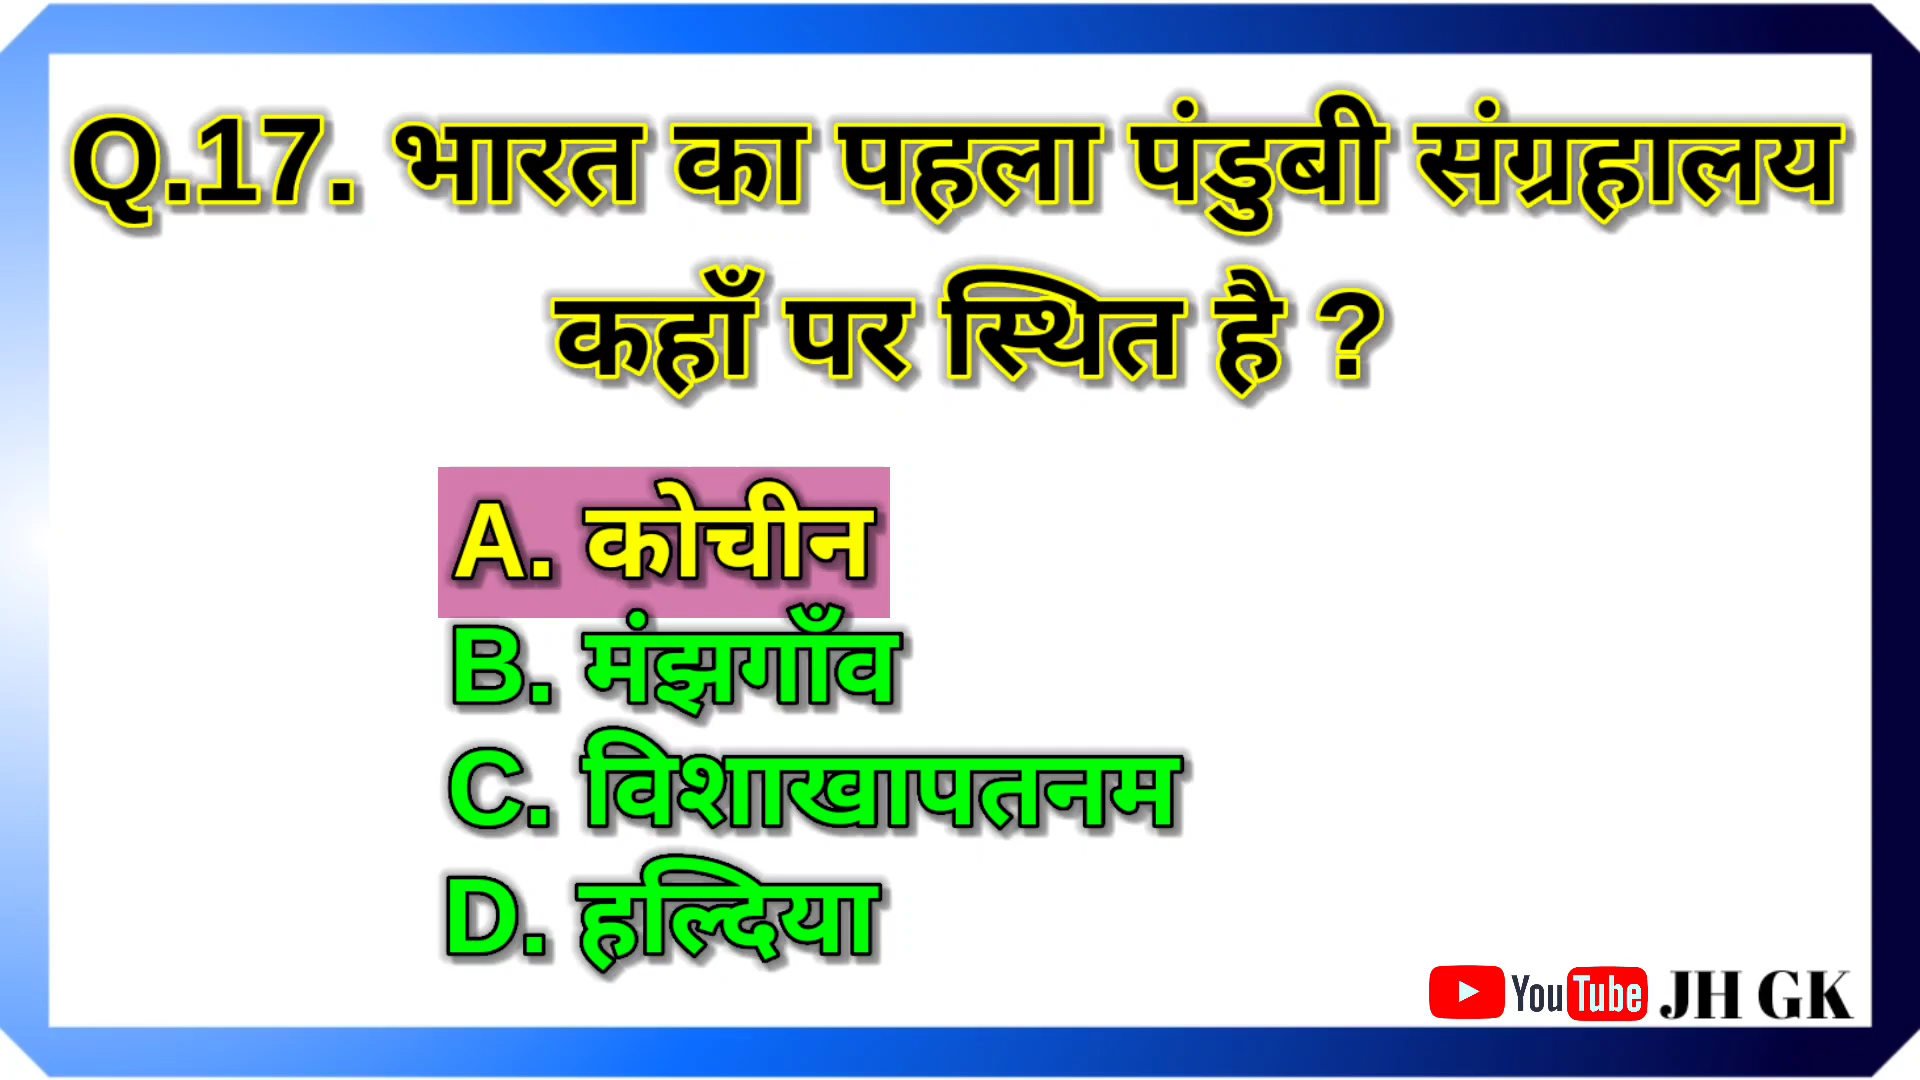 Q.17. भारत का पहला पंडुबी संग्रहालय
कहाँ पर स्थित है ?
A. कोचीन
B. मंझगाँव
C. विशाखापतनम
D. हल्दिया
YouTube JH GK